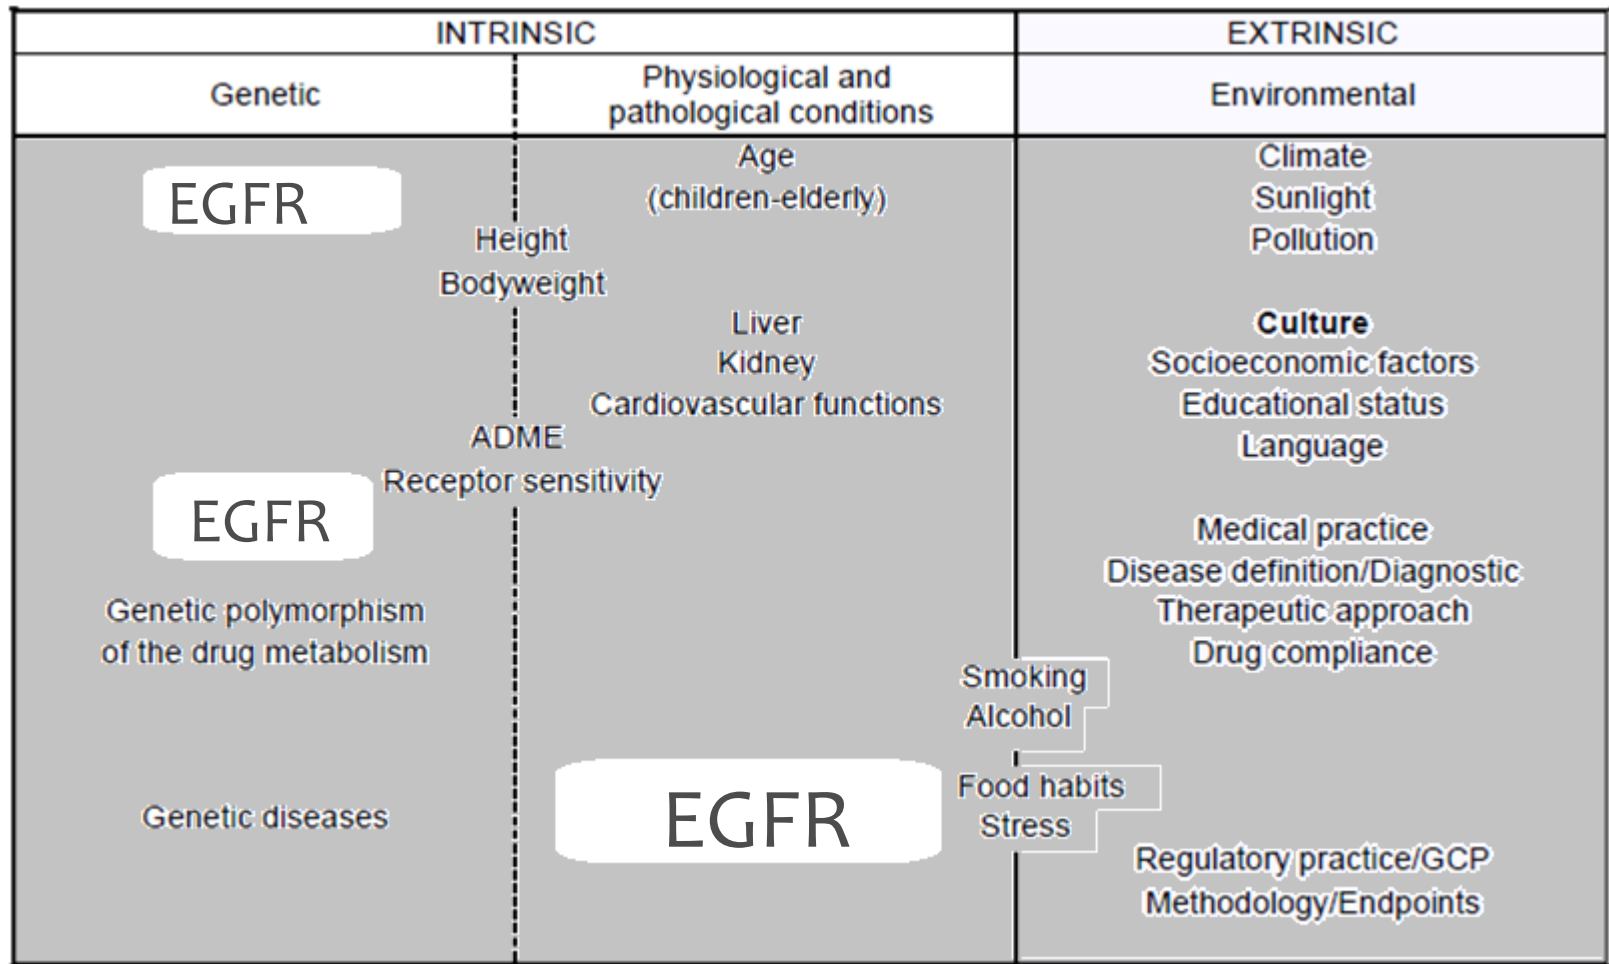 INTRINSIC
EXTRINSIC
Genetic
Physiological and
pathological conditions
Environmental
EGFR
Age
(children-elderly)
Height
Bodyweight
Liver
Kidney
Cardiovascular functions
ADME
Receptor sensitivity
EGFR
Genetic polymorphism
of the drug metabolism
Genetic diseases
EGFR
Smoking
Alcohol
Food habits
Stress
Climate
Sunlight
Pollution
Culture
Socioeconomic factors
Educational status
Language
Medical practice
Disease definition/Diagnostic
Therapeutic approach
Drug compliance
Regulatory practice/GCP
Methodology/Endpoints